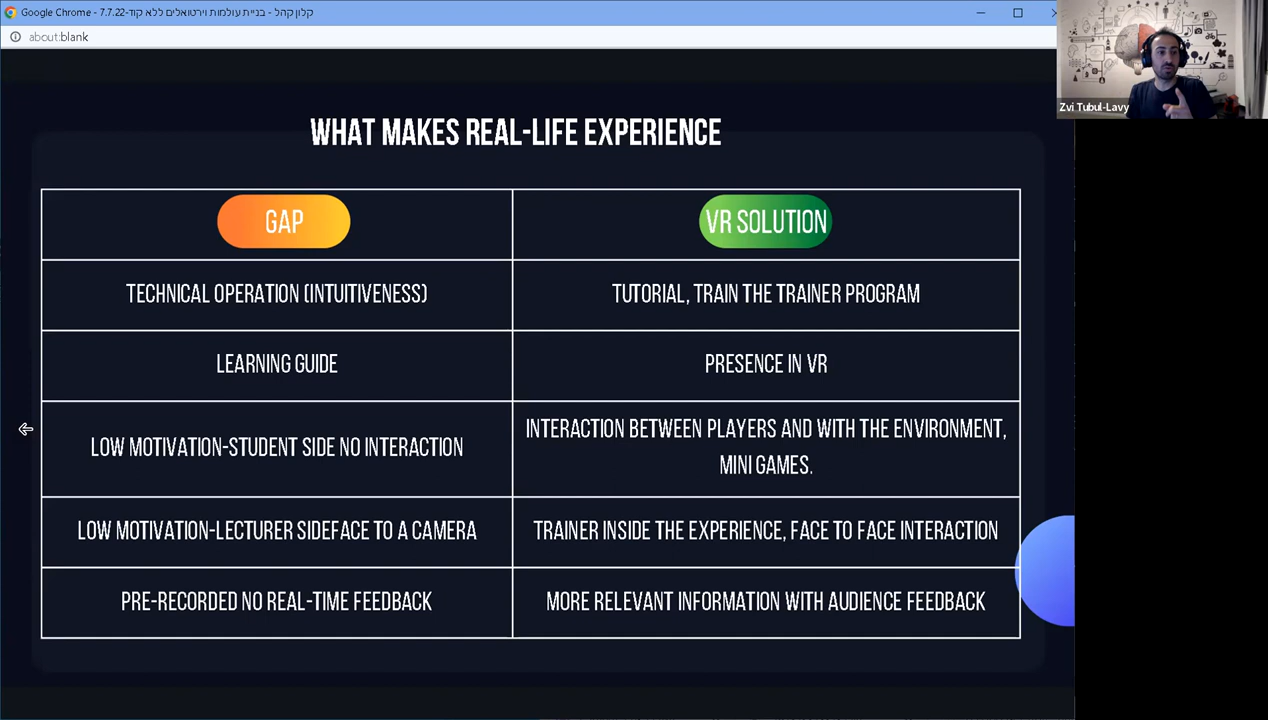 Google Chrome - 7.7.22-קלון קהל - בניית עולמות וירטואלים ללא קוד
about:blank
Zvi Tubul-Lavy
WHAT MAKES REAL-LIFE EXPERIENCE
GAP
VR SOLUTION
TECHNICAL OPERATION (INTUITIVENESS)
TUTORIAL, TRAIN THE TRAINER PROGRAM
LEARNING GUIDE
PRESENCE IN VR
LOW MOTIVATION-STUDENT SIDE NO INTERACTION
INTERACTION BETWEEN PLAYERS AND WITH THE ENVIRONMENT,
MINI GAMES.
LOW MOTIVATION-LECTURER SIDEFACE TO A CAMERA
TRAINER INSIDE THE EXPERIENCE, FACE TO FACE INTERACTION
PRE-RECORDED NO REAL-TIME FEEDBACK
MORE RELEVANT INFORMATION WITH AUDIENCE FEEDBACK